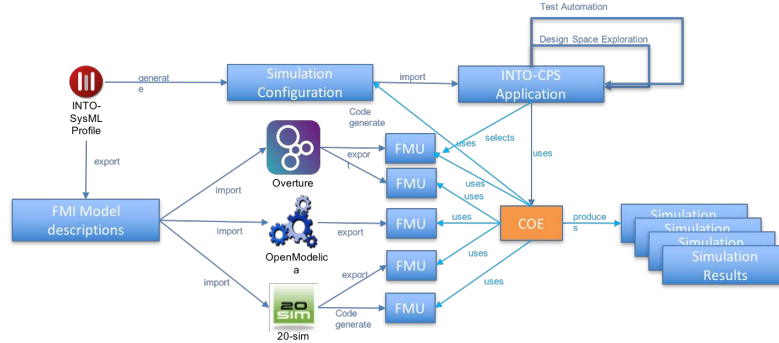 Test Automation
Design Space Exploration
generat
e
Simulation
Configuration
import
INTO-CPS
Application
INTO-
SysML
Profile
export
Code
generate
expor
t
FMU
uses
selects
uses
Overture
import
FMU
uses
uses
FMI Model
descriptions
import
OpenModelic
a
export
FMU
uses
COE
produce
s
Simulation
Simulation
Simulation
Simulation
Results
import
export
FMU
uses
20
sim
Code
generate
FMU
uses
20-sim